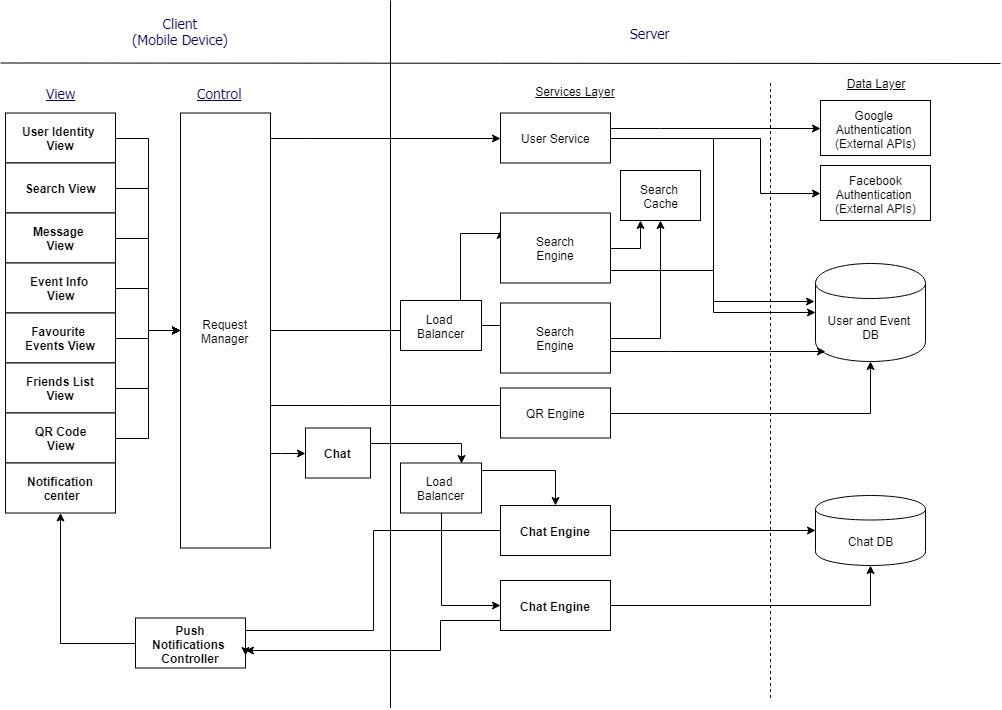 Client
(Mobile Device)
Server
View
Control
Services Layer
Data Layer
User Identity
View
Search View
Message
View
Event Info
View
Favourite
Events View
Friends List
View
QR Code
View
Notification
center
Request
Manager
Chat
Push
Notifications
Controller
User Service
Search
Cache
Search
Engine
Load
Balancer
Search
Engine
QR Engine
Load
Balancer
Chat Engine
Chat Engine
Google
Authentication
(External APIs)
Facebook
Authentication
(External APIs)
User and Event
DB
Chat DB